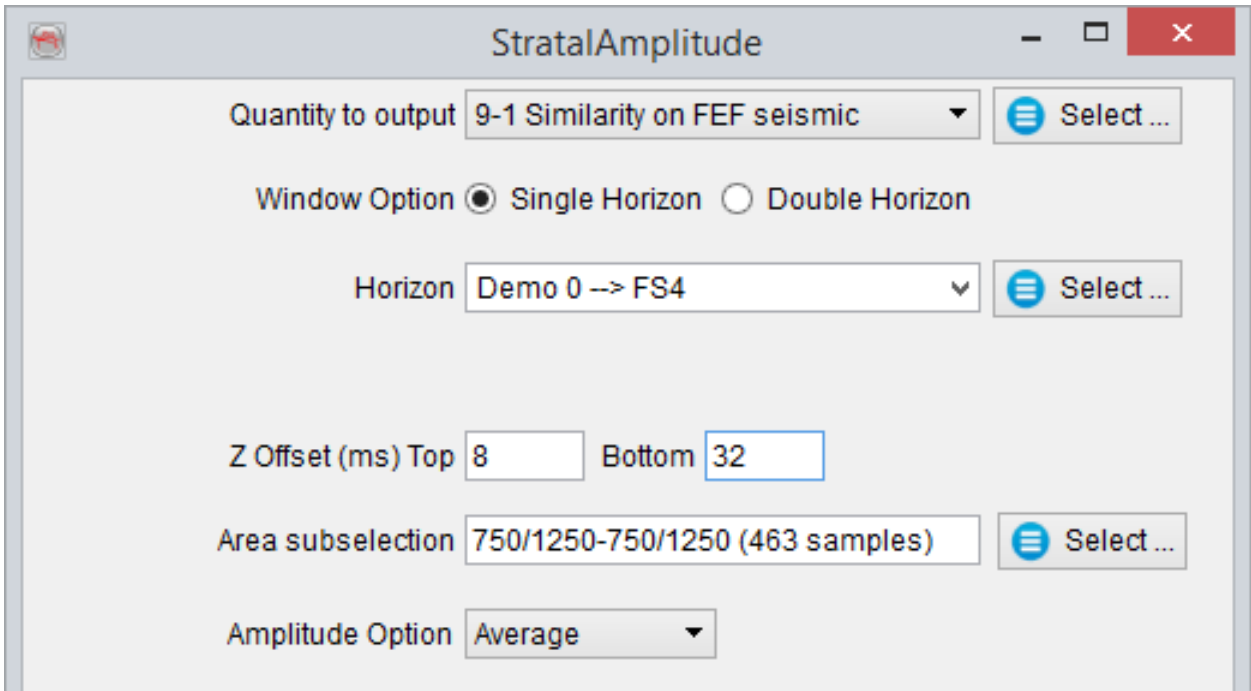 StratalAmplitude
Quantity to output 9-1 Similarity on FEF seismic Select ...
Window Option Single Horizon Double Horizon
Horizon Demo 0 --> FS4 Select ...
Z Offset (ms) Top 8 Bottom 32
Area subselection 750/1250-750/1250 (463 samples) Select ...
Amplitude Option Average